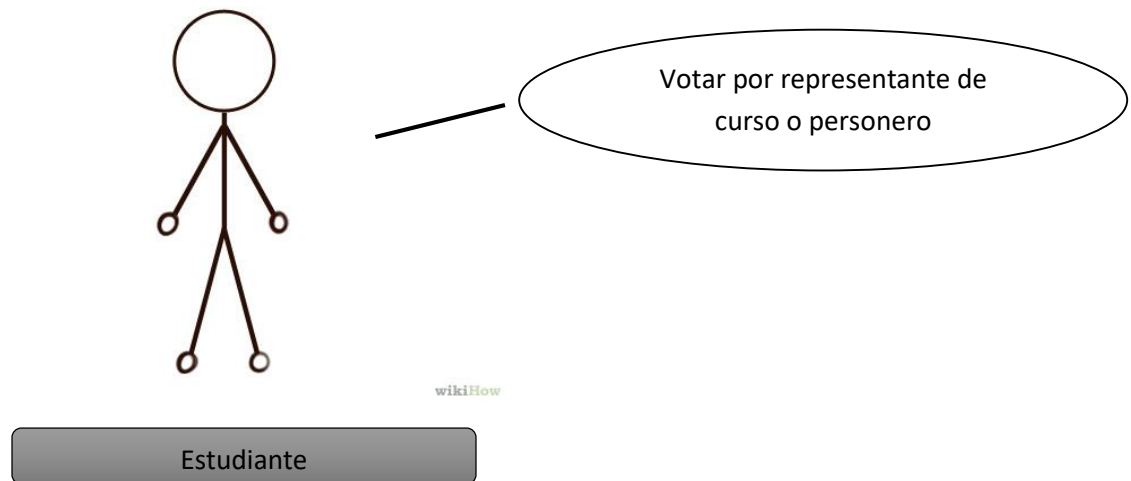 Votar por representante de
curso o personero
wikiHow
Estudiante